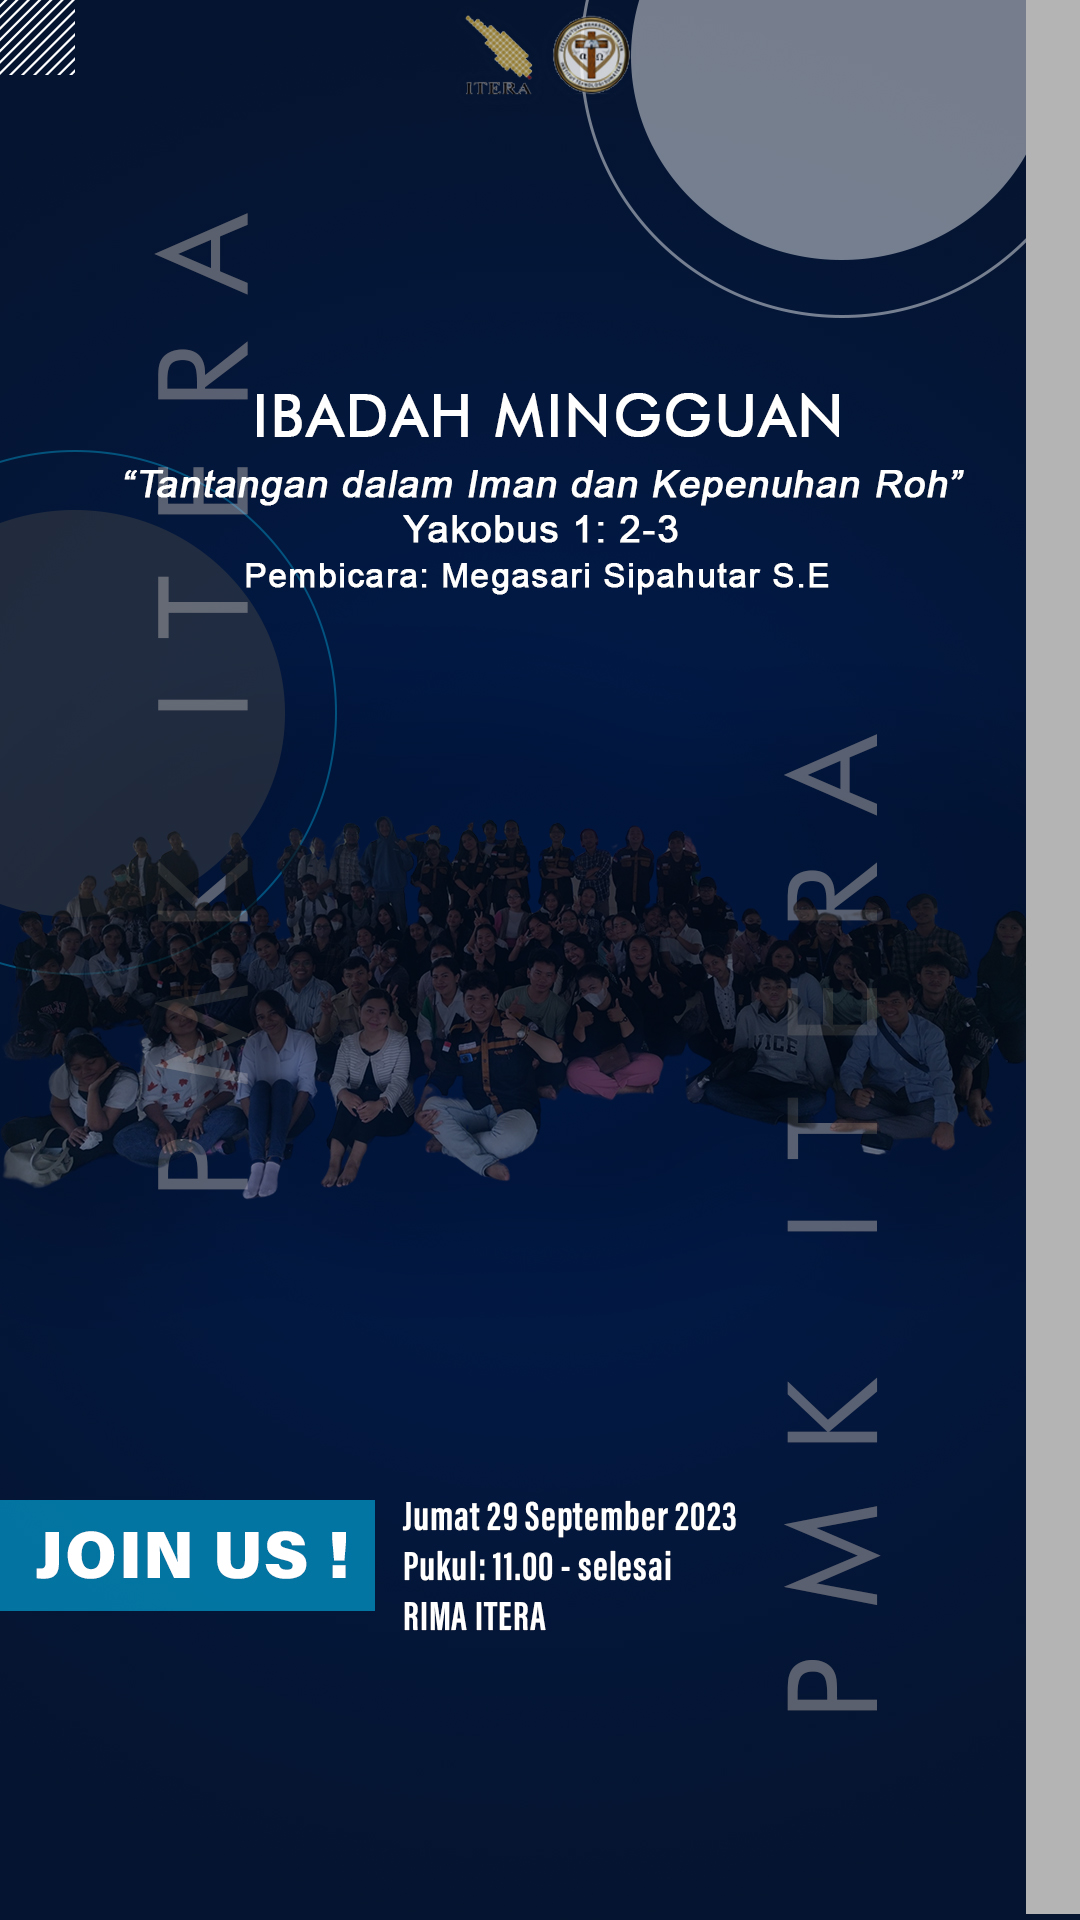 ITERA
PMK ITERA
IBADAH MINGGUAN
“Tantangan dalam Iman dan Kepenuhan Roh”
Yakobus 1: 2-3
Pembicara: Megasari Sipahutar S.E
PMK ITERA
VICE
JOIN US !
Jumat 29 September 2023
Pukul: 11.00 - selesai
RIMA ITERA